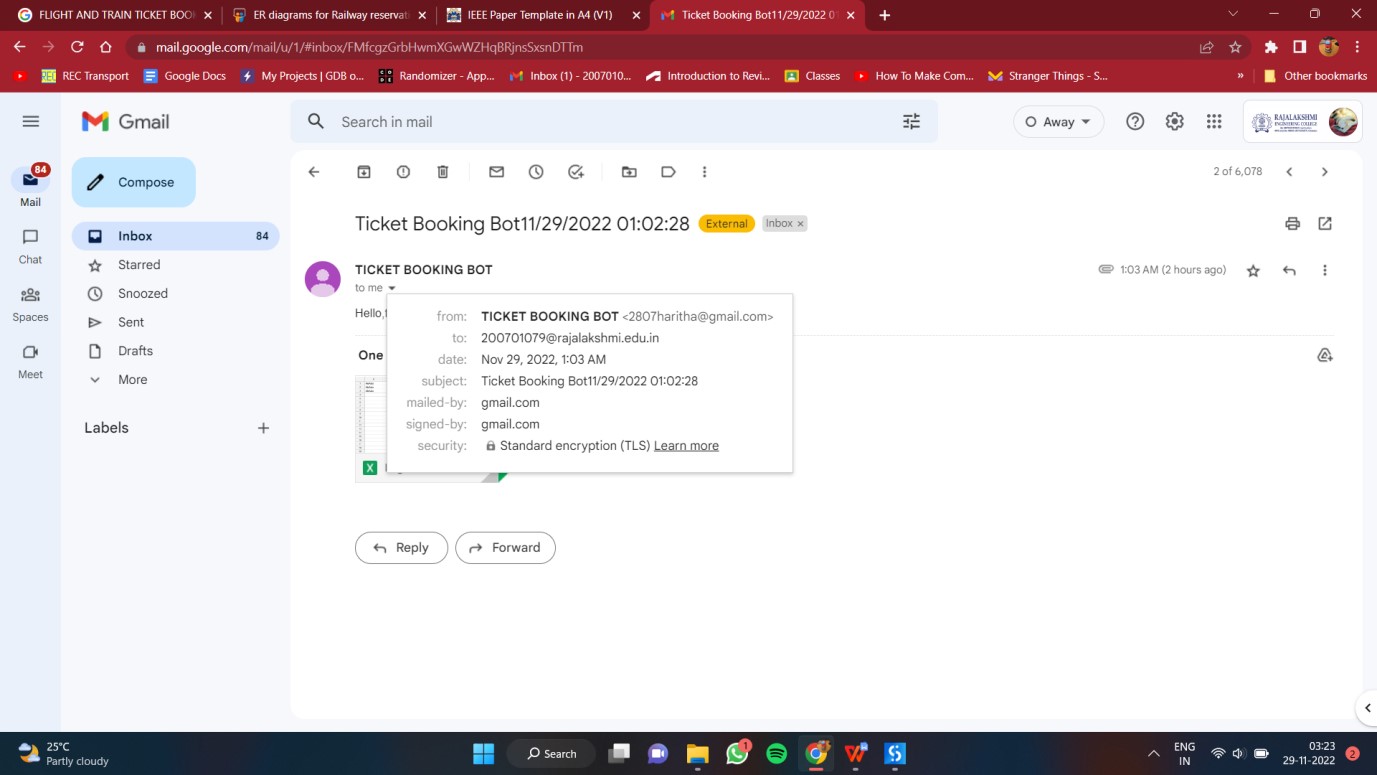 FLIGHT AND TRAIN TICKET BOO
ER diagrams for Railway reservati
IEEE Paper Template in A4 (V1)
Ticket Booking Bot11/29/2022 0
mail.google.com/mail/u/1/#inbox/FMfcgzGrbHwmXGwWZHqBRjnsSxsnDTTm
REC Transport
Google Docs
My Projects | GDB o...
Randomizer - App...
Inbox (1) - 2007010...
Introduction to Revi...
Classes
How To Make Com...
Stranger Things - S...
»
Other bookmarks
Gmail
Search in mail
Away
RAJALAKSHMI
ENGINEERING COLLEGE
84
Mail
Chat
Spaces
Meet
Compose
Inbox 84
Starred
Snoozed
Sent
Drafts
More
Labels
2 of 6,078
Ticket Booking Bot11/29/2022 01:02:28 External Inbox ×
TICKET BOOKING BOT
1:03 AM (2 hours ago)
to me
Hello,
from: TICKET BOOKING BOT <2807haritha@gmail.com>
to: 200701079@rajalakshmi.edu.in
date: Nov 29, 2022, 1:03 AM
subject: Ticket Booking Bot11/29/2022 01:02:28
mailed-by: gmail.com
signed-by: gmail.com
security: Standard encryption (TLS) Learn more
One
X
Reply
Forward
25°C
Partly cloudy
Search
1
ENG
IN
03:23
29-11-2022
2